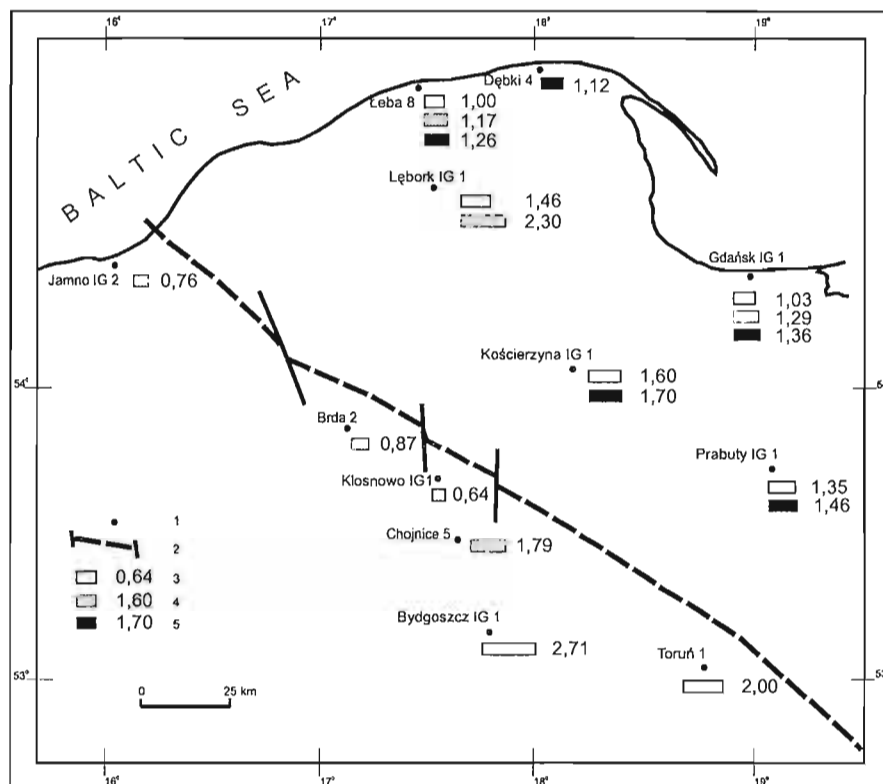 16° 17° 18° 19°
BALTIC SEA
Dębki 4
1,12
Łeba 8
1,00
1,17
1,26
Lębork IG 1
1,46
2,30
Gdańsk IG 1
1,03
1,29
1,36
Jamno IG 2
0,76
Kościerzyna IG 1
1,60
1,70
54° 54
Brda 2
0,87
Klosnowo IG1
0,64
Prabuty IG 1
1,35
1,46
Chojnice 5
1,79
1
2
0,64 3
1,60 4
1,70 5
Bydgoszcz IG 1
2,71
Toruń 1
2,00
53° 53
0 25 km
16° 17° 18° 19°